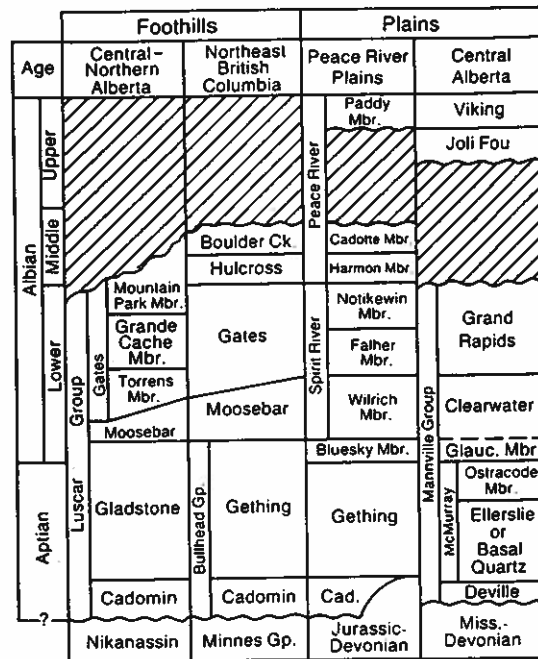 Foothills
Plains
Age
Central–
Northern
Alberta
Northeast
British
Columbia
Peace River
Plains
Central
Alberta
Albian
Upper
Middle
Lower
Aptian
?
Luscar Group
Gates
Mountain
Park Mbr.
Grande
Cache
Mbr.
Torrens
Mbr.
Moosebar
Gladstone
Cadomin
Nikanassin
Boulder Ck.
Hulcross
Gates
Moosebar
Bullhead Gp.
Gething
Cadomin
Minnes Gp.
Peace River
Paddy
Mbr.
Cadotte Mbr.
Harmon Mbr.
Spirit River
Notikewin
Mbr.
Falher
Mbr.
Wilrich
Mbr.
Bluesky Mbr.
Gething
Cad.
Jurassic-
Devonian
Viking
Joli Fou
Mannville Group
Grand
Rapids
Clearwater
Glauc. Mbr
McMurray
Ostracode
Mbr.
Ellerslie
or
Basal
Quartz
Deville
Miss.-
Devonian